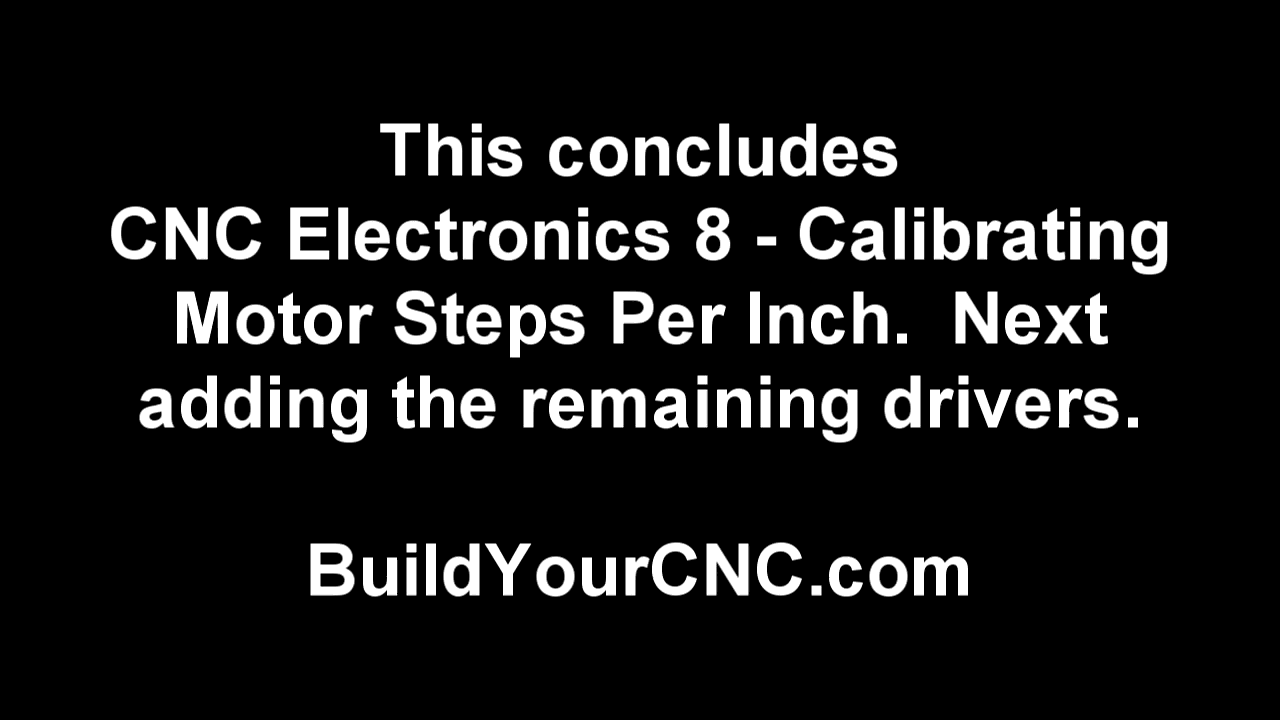 This concludes
CNC Electronics 8 - Calibrating
Motor Steps Per Inch.  Next
adding the remaining drivers.
BuildYourCNC.com